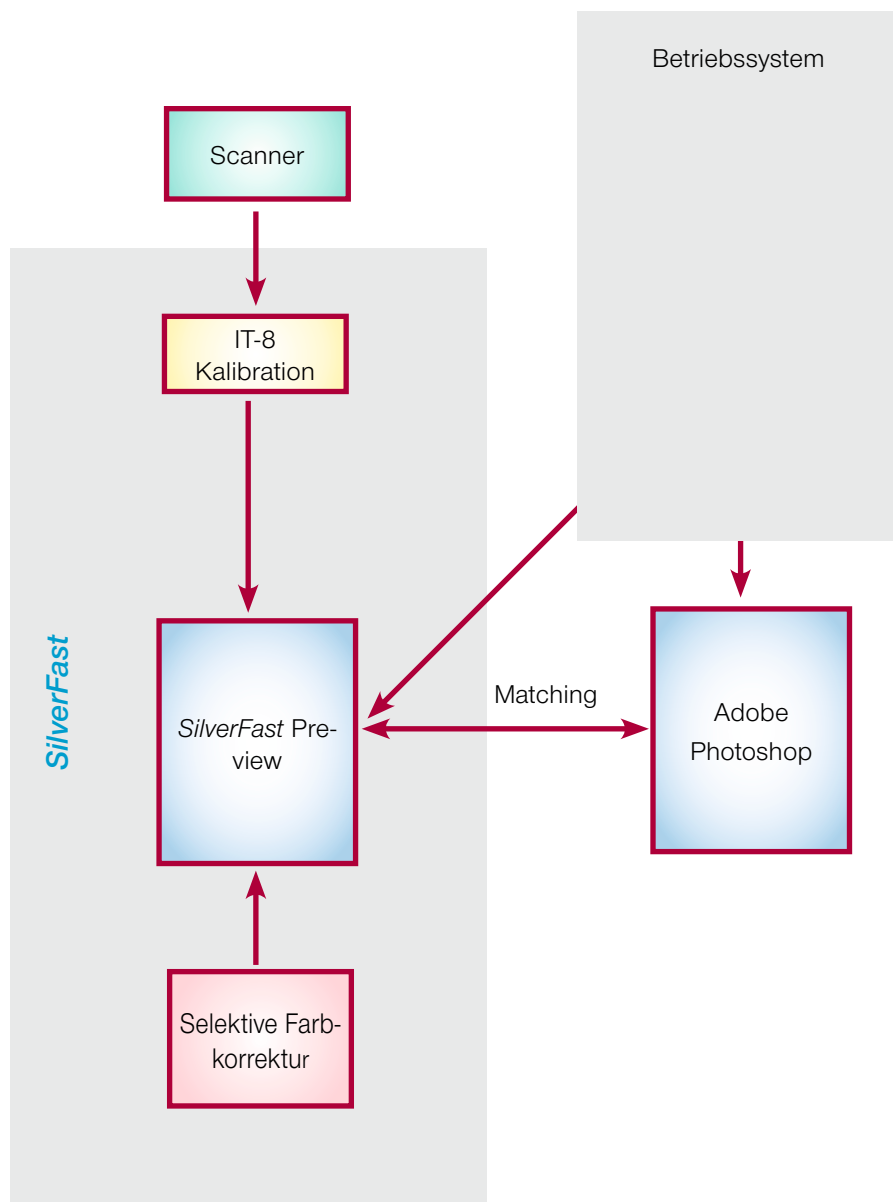 Betriebssystem
Scanner
IT-8
Kalibration
SilverFast
SilverFast Pre-
view
Matching
Adobe
Photoshop
Selektive Farb-
korrektur